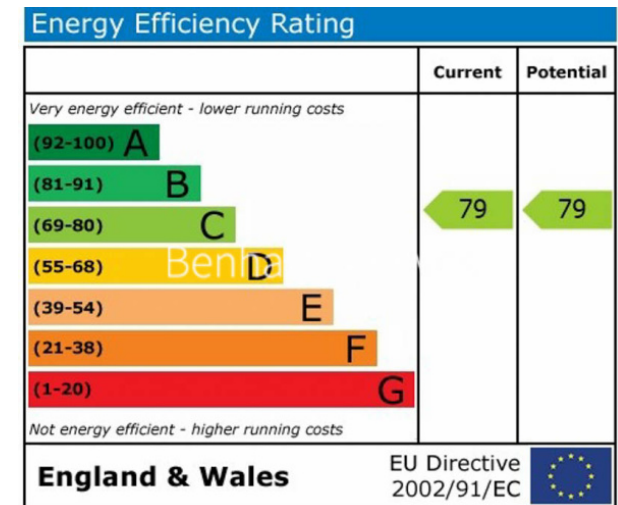 Energy Efficiency Rating
Current Potential
Very energy efficient - lower running costs
(92-100) A
(81-91) B
(69-80) C
79 79
(55-68) D
(39-54) E
(21-38) F
(1-20) G
Not energy efficient - higher running costs
England & Wales
EU Directive
2002/91/EC